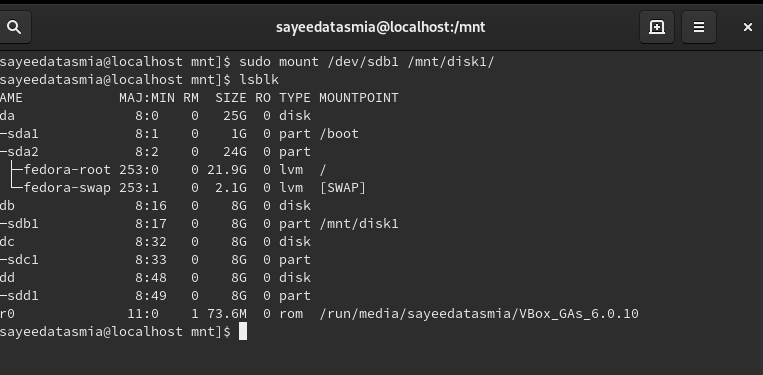 sayeedatasmia@localhost:/mnt
sayeedatasmia@localhost mnt]$ sudo mount /dev/sdb1 /mnt/disk1/
sayeedatasmia@localhost mnt]$ lsblk
AME            MAJ:MIN RM  SIZE RO TYPE MOUNTPOINT
da               8:0    0   25G  0 disk
─sda1            8:1    0    1G  0 part /boot
─sda2            8:2    0   24G  0 part
 ├─fedora-root 253:0    0 21.9G  0 lvm  /
 └─fedora-swap 253:1    0  2.1G  0 lvm  [SWAP]
db               8:16   0    8G  0 disk
─sdb1            8:17   0    8G  0 part /mnt/disk1
dc               8:32   0    8G  0 disk
─sdc1            8:33   0    8G  0 part
dd               8:48   0    8G  0 disk
─sdd1            8:49   0    8G  0 part
r0              11:0    1 73.6M  0 rom  /run/media/sayeedatasmia/VBox_GAs_6.0.10
sayeedatasmia@localhost mnt]$